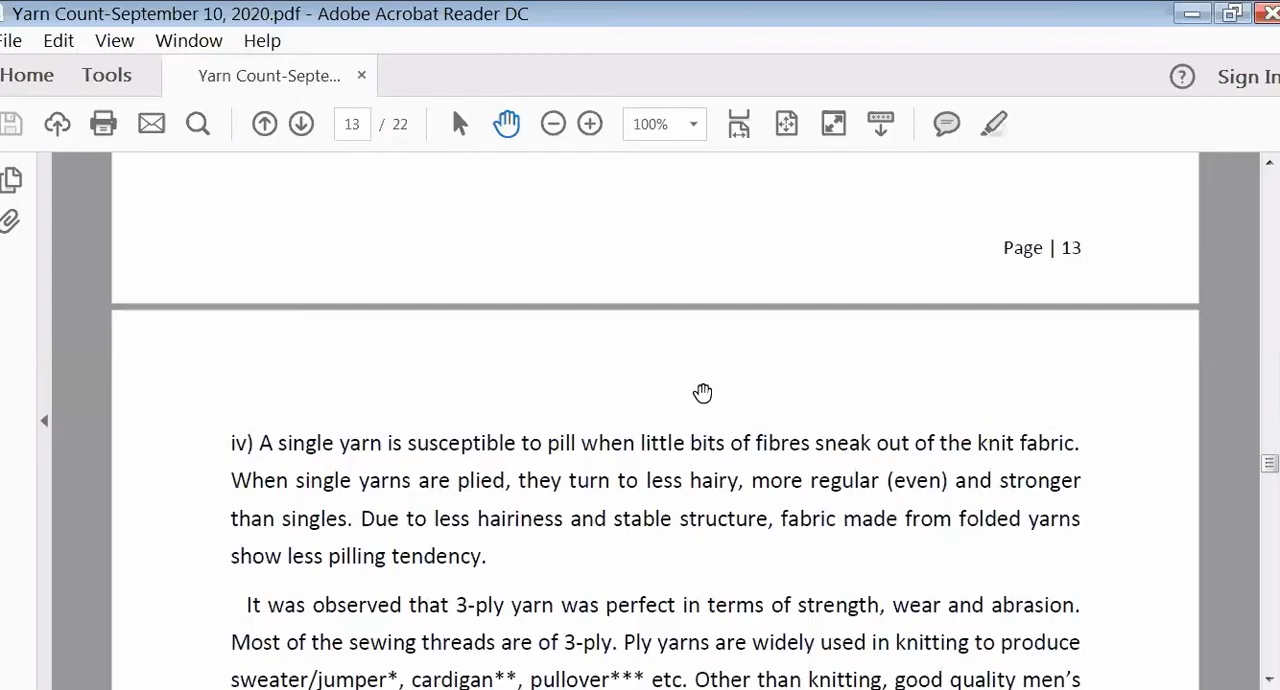 Yarn Count-September 10, 2020.pdf - Adobe Acrobat Reader DC
File Edit View Window Help
Home Tools Yarn Count-Septe... × ? Sign In
13 / 22 100%
Page | 13
iv) A single yarn is susceptible to pill when little bits of fibres sneak out of the knit fabric.
When single yarns are plied, they turn to less hairy, more regular (even) and stronger
than singles. Due to less hairiness and stable structure, fabric made from folded yarns
show less pilling tendency.
It was observed that 3-ply yarn was perfect in terms of strength, wear and abrasion.
Most of the sewing threads are of 3-ply. Ply yarns are widely used in knitting to produce
sweater/jumper*, cardigan**, pullover*** etc. Other than knitting, good quality men's